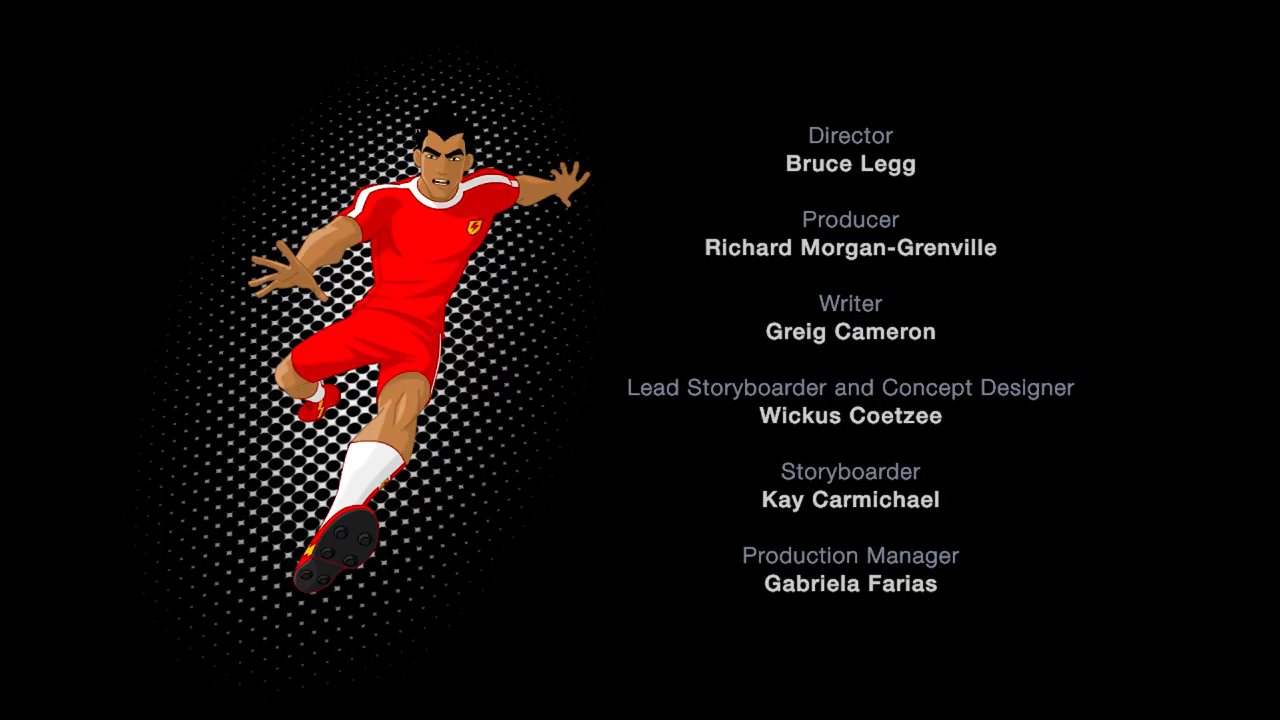 Director
Bruce Legg
Producer
Richard Morgan-Grenville
Writer
Greig Cameron
Lead Storyboarder and Concept Designer
Wickus Coetzee
Storyboarder
Kay Carmichael
Production Manager
Gabriela Farias